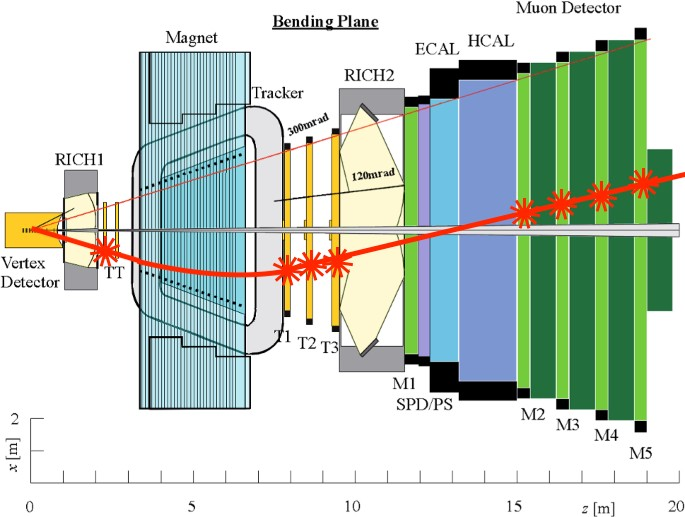 Bending Plane
Muon Detector
Magnet
ECAL
HCAL
RICH2
Tracker
300mrad
RICH1
120mrad
Vertex
Detector
TT
T1
T2
T3
M1
SPD/PS
M2
M3
M4
M5
2
x [m]
0
5
10
15
z [m]
20